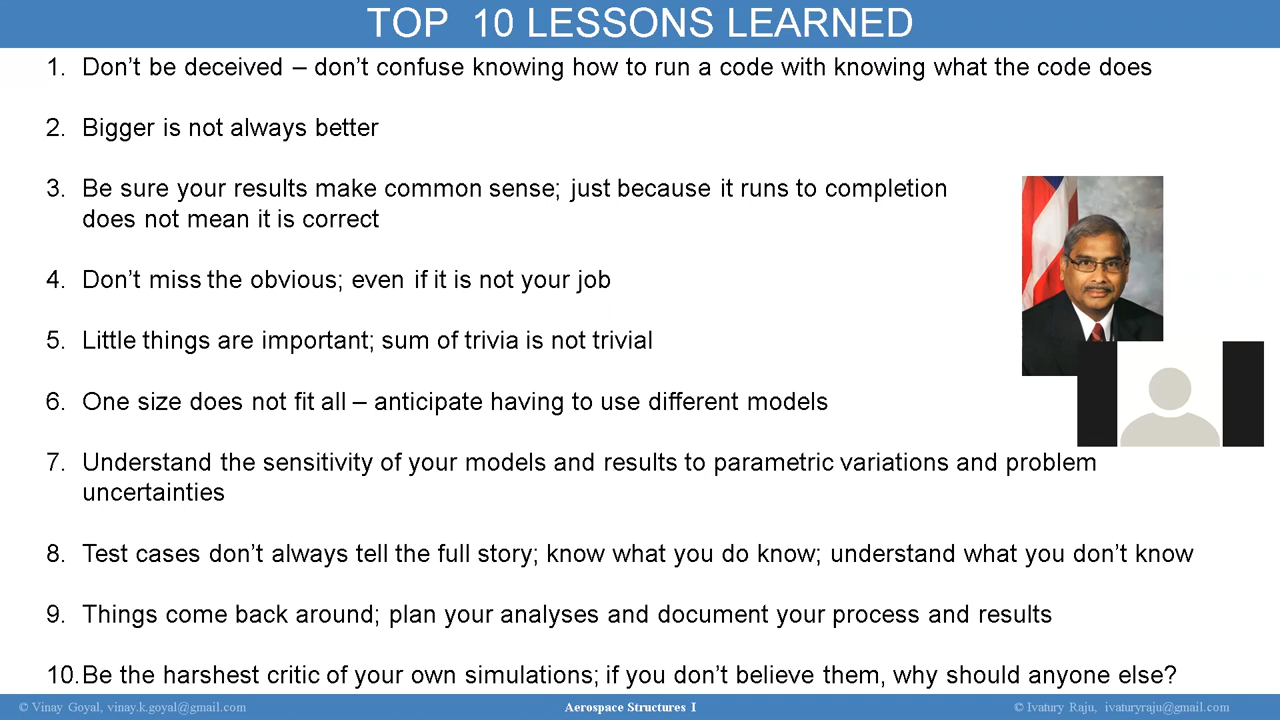 TOP 10 LESSONS LEARNED
1. Don’t be deceived – don’t confuse knowing how to run a code with knowing what the code does
2. Bigger is not always better
3. Be sure your results make common sense; just because it runs to completion
does not mean it is correct
4. Don’t miss the obvious; even if it is not your job
5. Little things are important; sum of trivia is not trivial
6. One size does not fit all – anticipate having to use different models
7. Understand the sensitivity of your models and results to parametric variations and problem
uncertainties
8. Test cases don’t always tell the full story; know what you do know; understand what you don’t know
9. Things come back around; plan your analyses and document your process and results
10. Be the harshest critic of your own simulations; if you don’t believe them, why should anyone else?
© Vinay Goyal, vinay.k.goyal@gmail.com Aerospace Structures I © Ivatury Raju, ivaturyraju@gmail.com